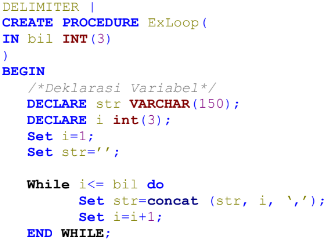 DELIMITER |
CREATE PROCEDURE ExLoop(
IN bil INT(3)
)
BEGIN
/*Deklarasi Variabel*/
DECLARE str VARCHAR(150);
DECLARE i int(3);
Set i=1;
Set str='';
While i<= bil do
Set str=concat (str, i, ‘,’);
Set i=i+1;
END WHILE;